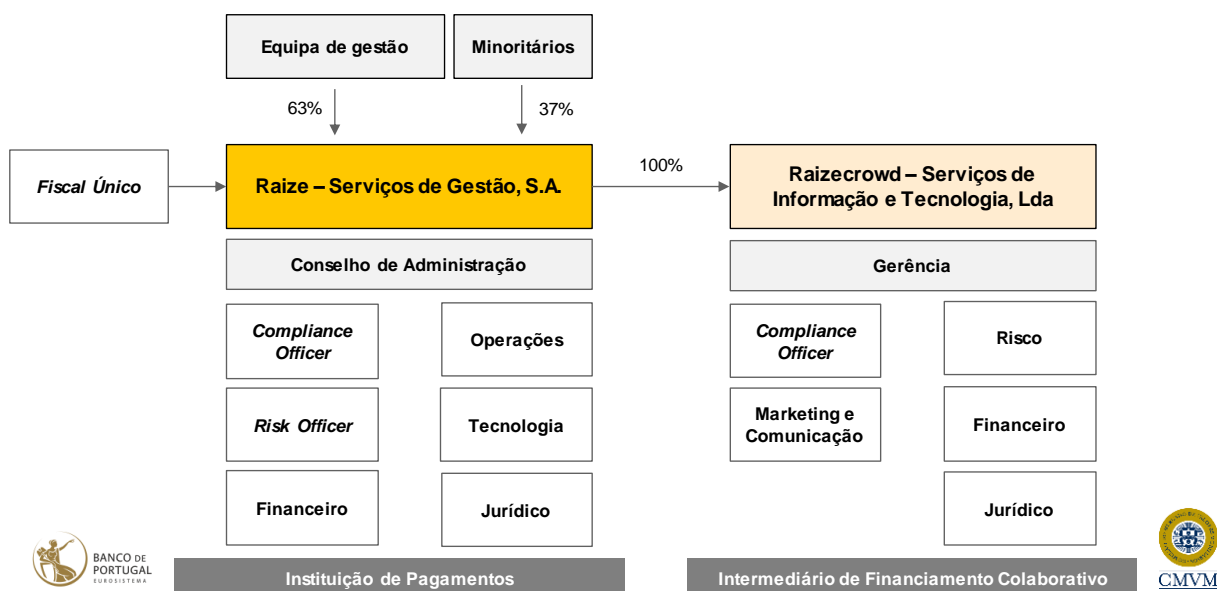 Equipa de gestão
Minoritários
63%
37%
Fiscal Único
Raize – Serviços de Gestão, S.A.
100%
Raizecrowd – Serviços de
Informação e Tecnologia, Lda
Conselho de Administração
Gerência
Compliance
Officer
Operações
Compliance
Officer
Risco
Risk Officer
Tecnologia
Marketing e
Comunicação
Financeiro
Financeiro
Jurídico
Jurídico
BANCO DE
PORTUGAL
EUROSISTEMA
Instituição de Pagamentos
Intermediário de Financiamento Colaborativo
CMVM